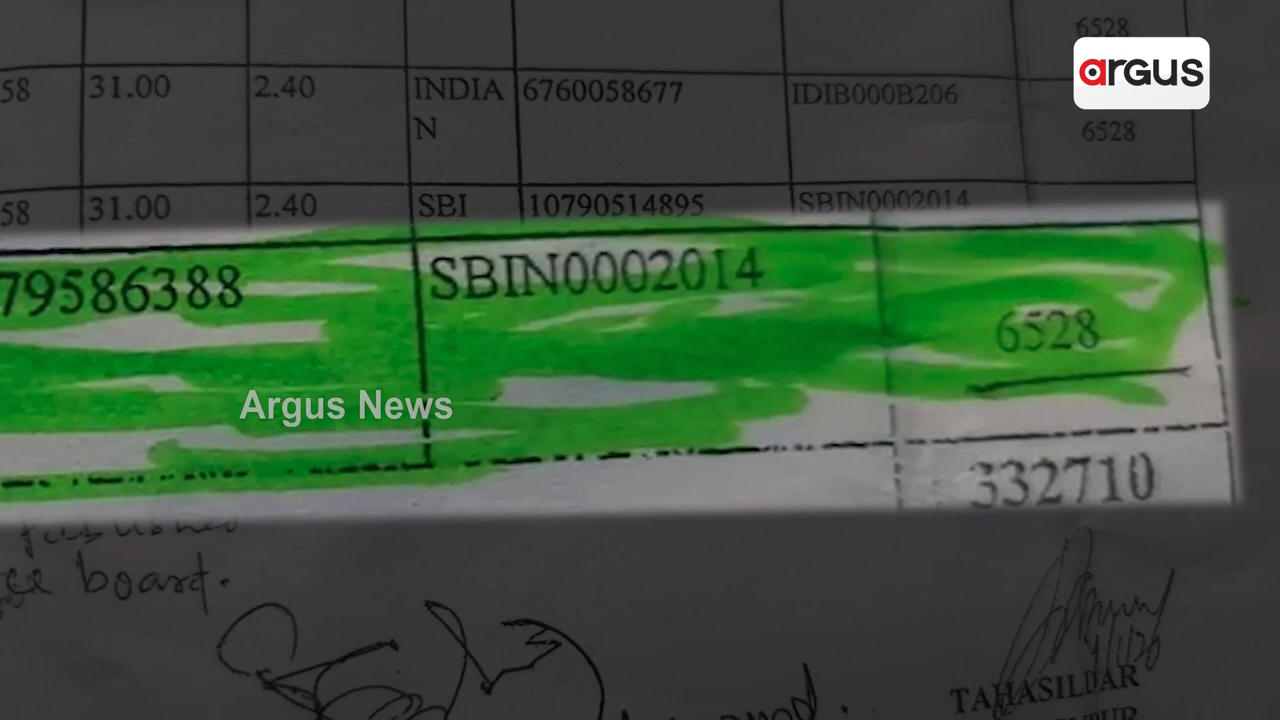 6528
argus
58 31.00 2.40 INDIA 6760058677 IDIB000B206
N 6528
58 31.00 2.40 SBI 10790514895 SBIN0002014
79586388 SBIN0002014
6528
Argus News
332710
board.
TAHASILDAR